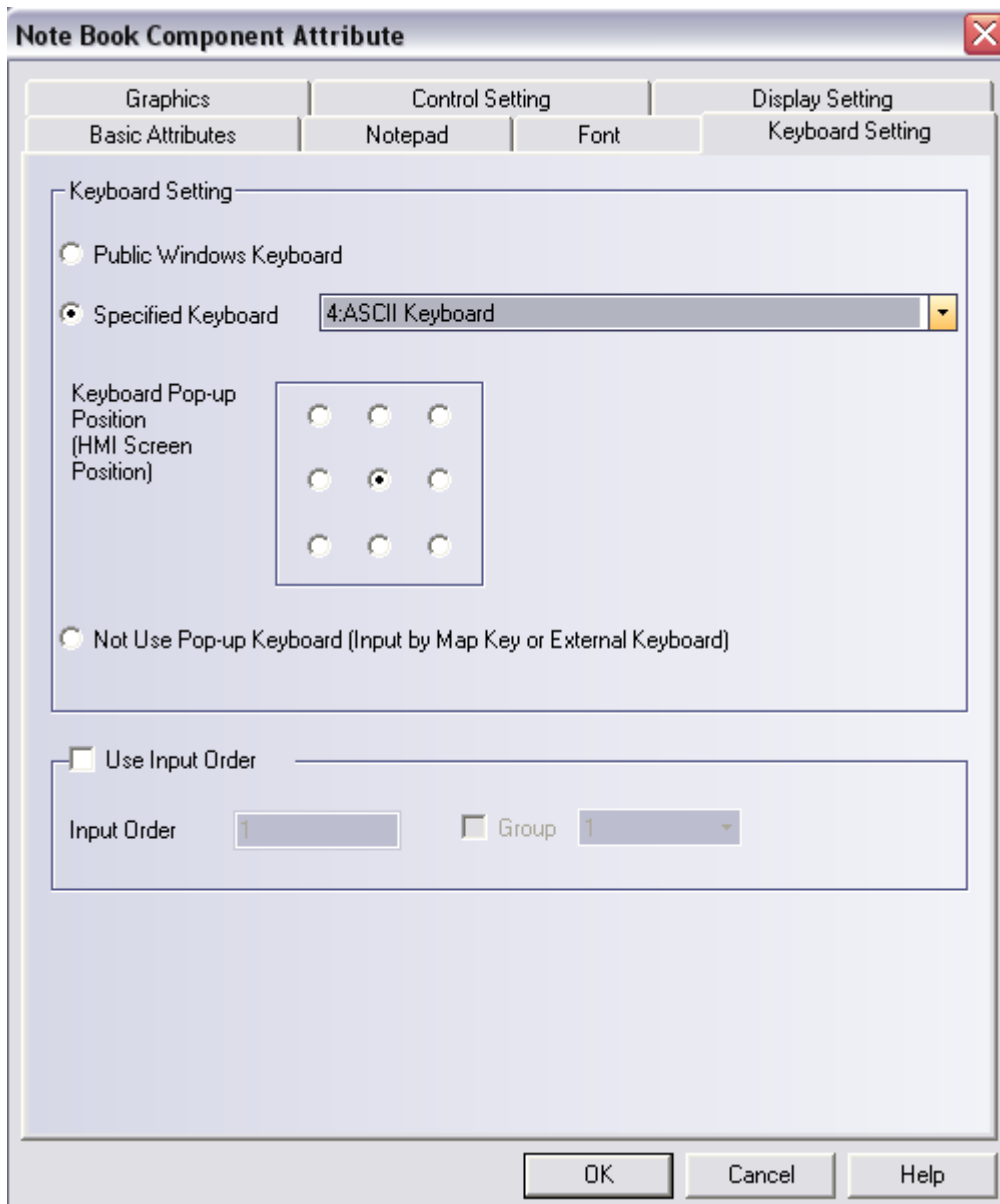 Note Book Component Attribute
Graphics Control Setting Display Setting
Basic Attributes Notepad Font Keyboard Setting
Keyboard Setting
Public Windows Keyboard
Specified Keyboard 4:ASCII Keyboard
Keyboard Pop-up
Position
(HMI Screen
Position)
Not Use Pop-up Keyboard (Input by Map Key or External Keyboard)
Use Input Order
Input Order 1 Group 1
OK Cancel Help